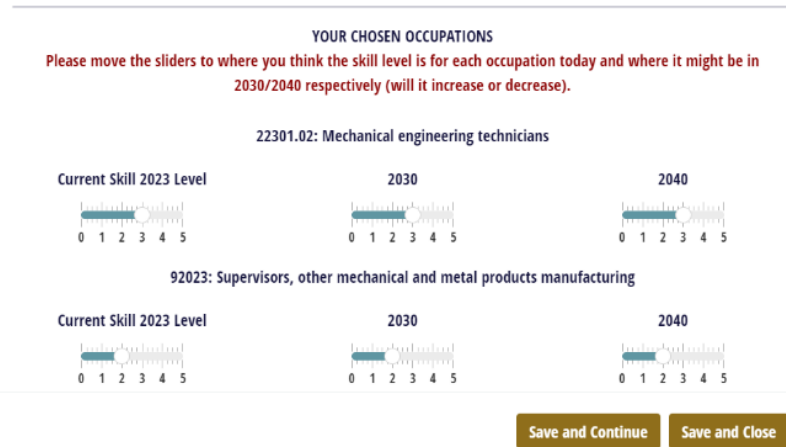 YOUR CHOSEN OCCUPATIONS
Please move the sliders to where you think the skill level is for each occupation today and where it might be in
2030/2040 respectively (will it increase or decrease).
22301.02: Mechanical engineering technicians
Current Skill 2023 Level 2030 2040
0 1 2 3 4 5 0 1 2 3 4 5 0 1 2 3 4 5
92023: Supervisors, other mechanical and metal products manufacturing
Current Skill 2023 Level 2030 2040
0 1 2 3 4 5 0 1 2 3 4 5 0 1 2 3 4 5
Save and Continue Save and Close